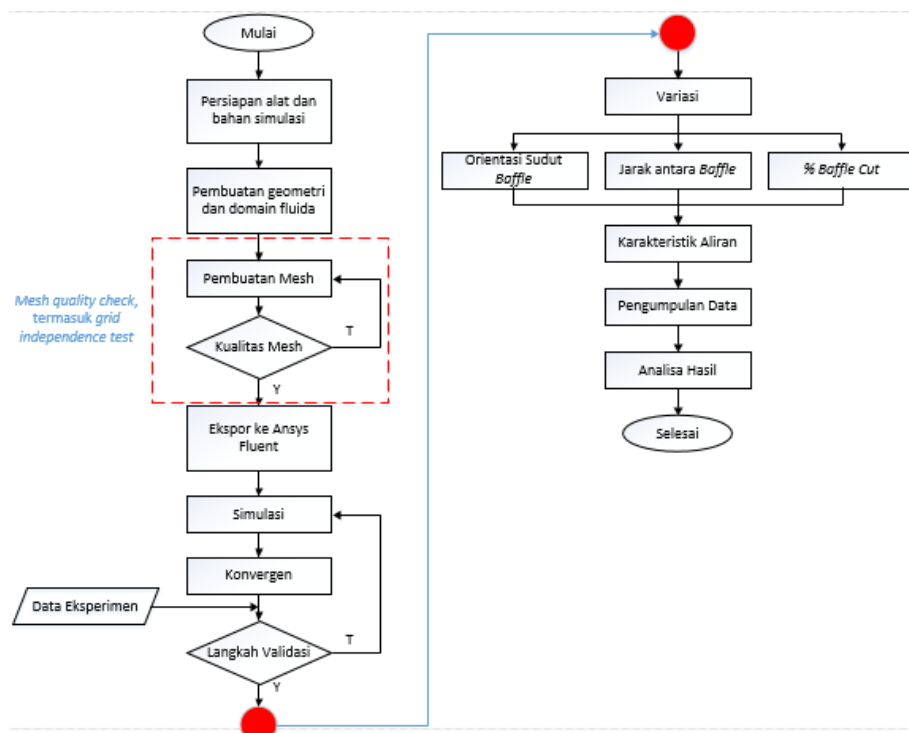 Mulai
Persiapan alat dan
bahan simulasi
Pembuatan geometri
dan domain fluida
Pembuatan Mesh
Mesh quality check,
termasuk grid
independence test
T
Kualitas Mesh
Y
Ekspor ke Ansys
Fluent
Simulasi
Konvergen
Data Eksperimen
T
Langkah Validasi
Y
Variasi
Orientasi Sudut
Baffle
Jarak antara Baffle
% Baffle Cut
Karakteristik Aliran
Pengumpulan Data
Analisa Hasil
Selesai